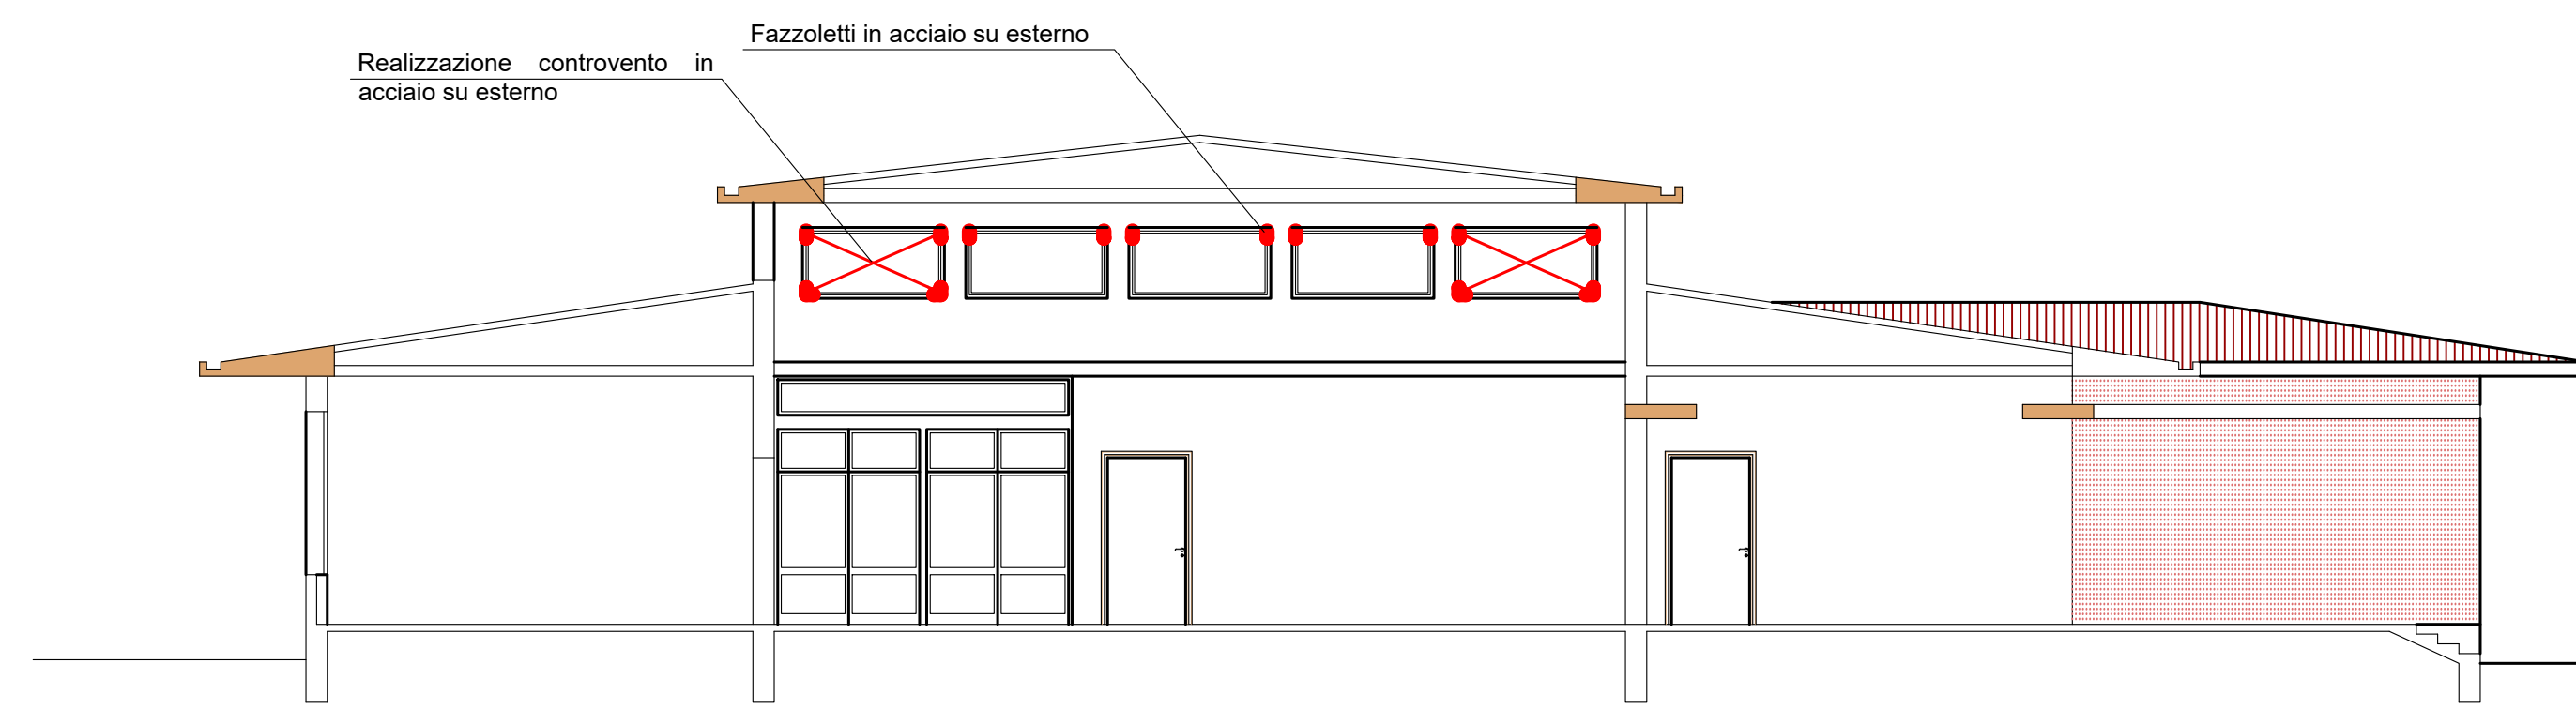 Fazzoletti in acciaio su esterno
Realizzazione controvento in
acciaio su esterno